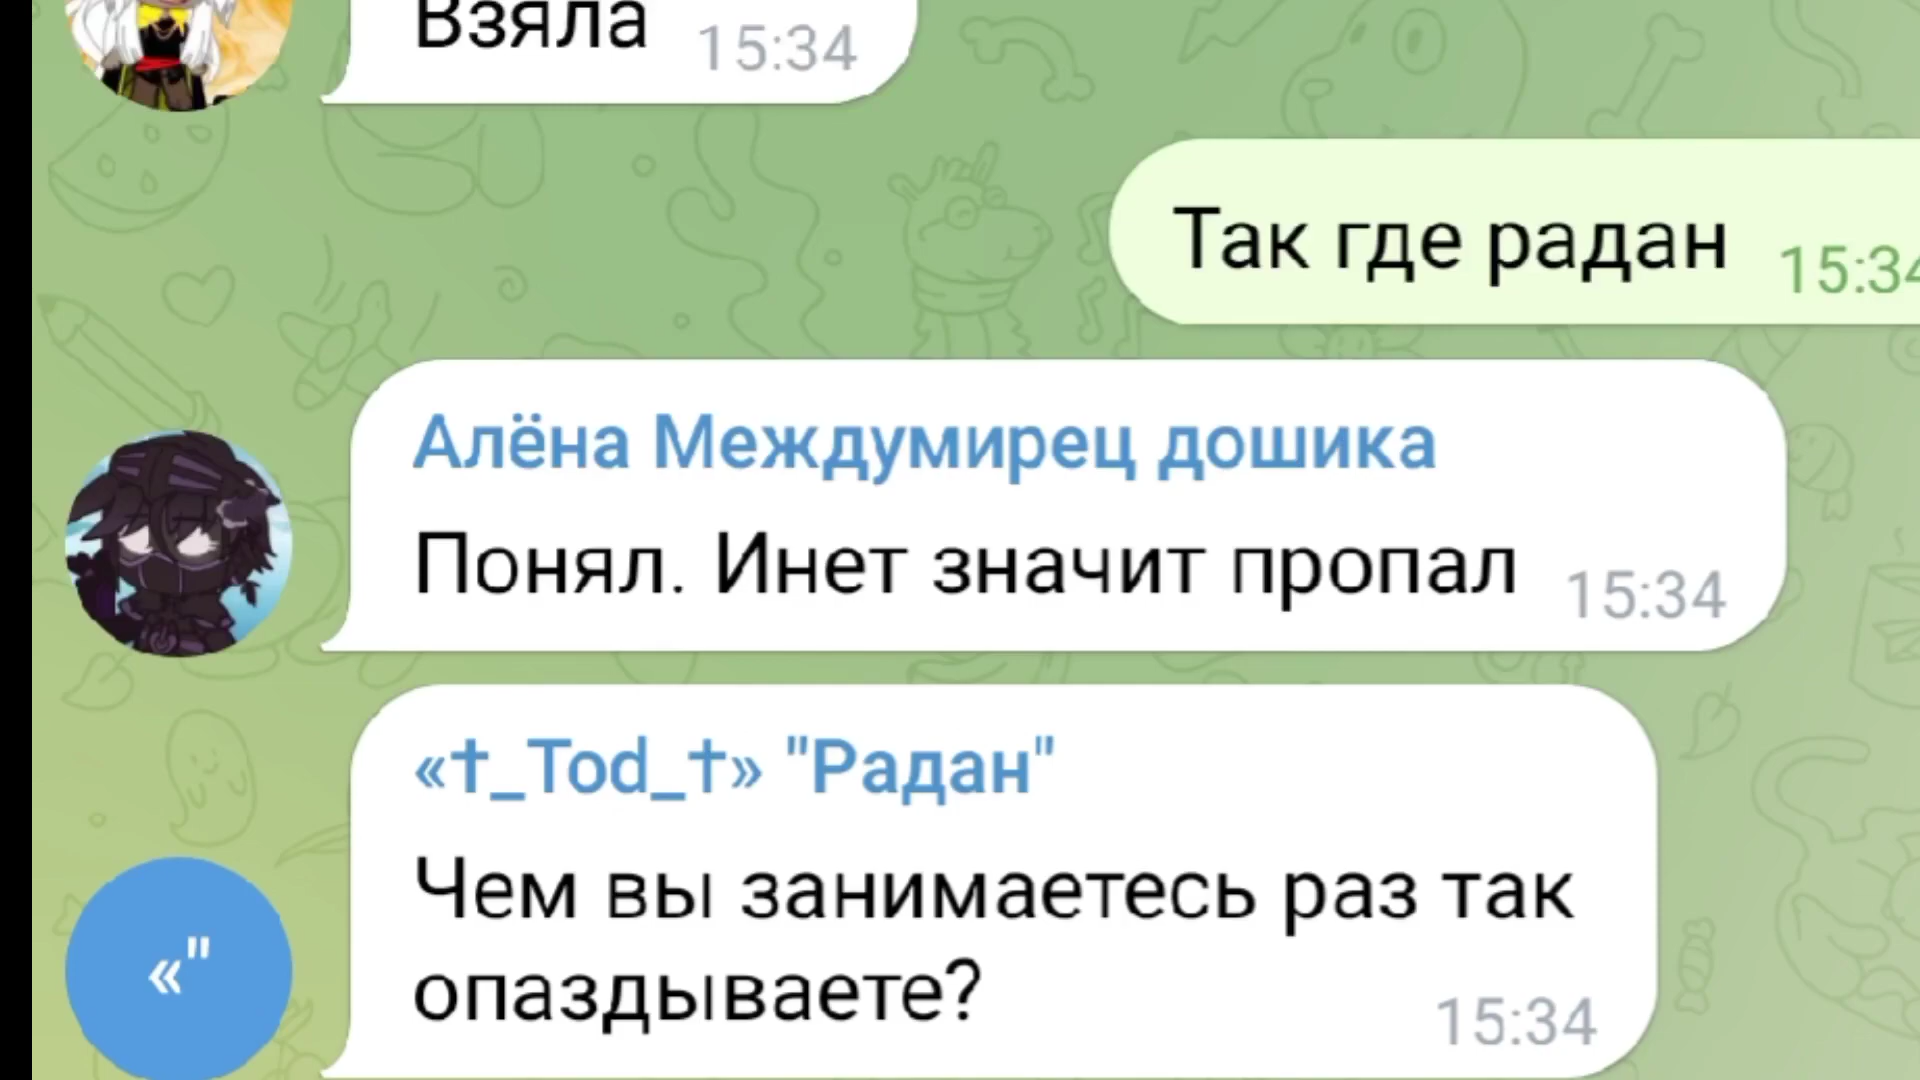 Взяла 15:34
Так где радан 15:34
Алёна Междумирец дошика
Понял. Инет значит пропал 15:34
«†_Tod_†» "Радан"
Чем вы занимаетесь раз так
опаздываете? 15:34
«"